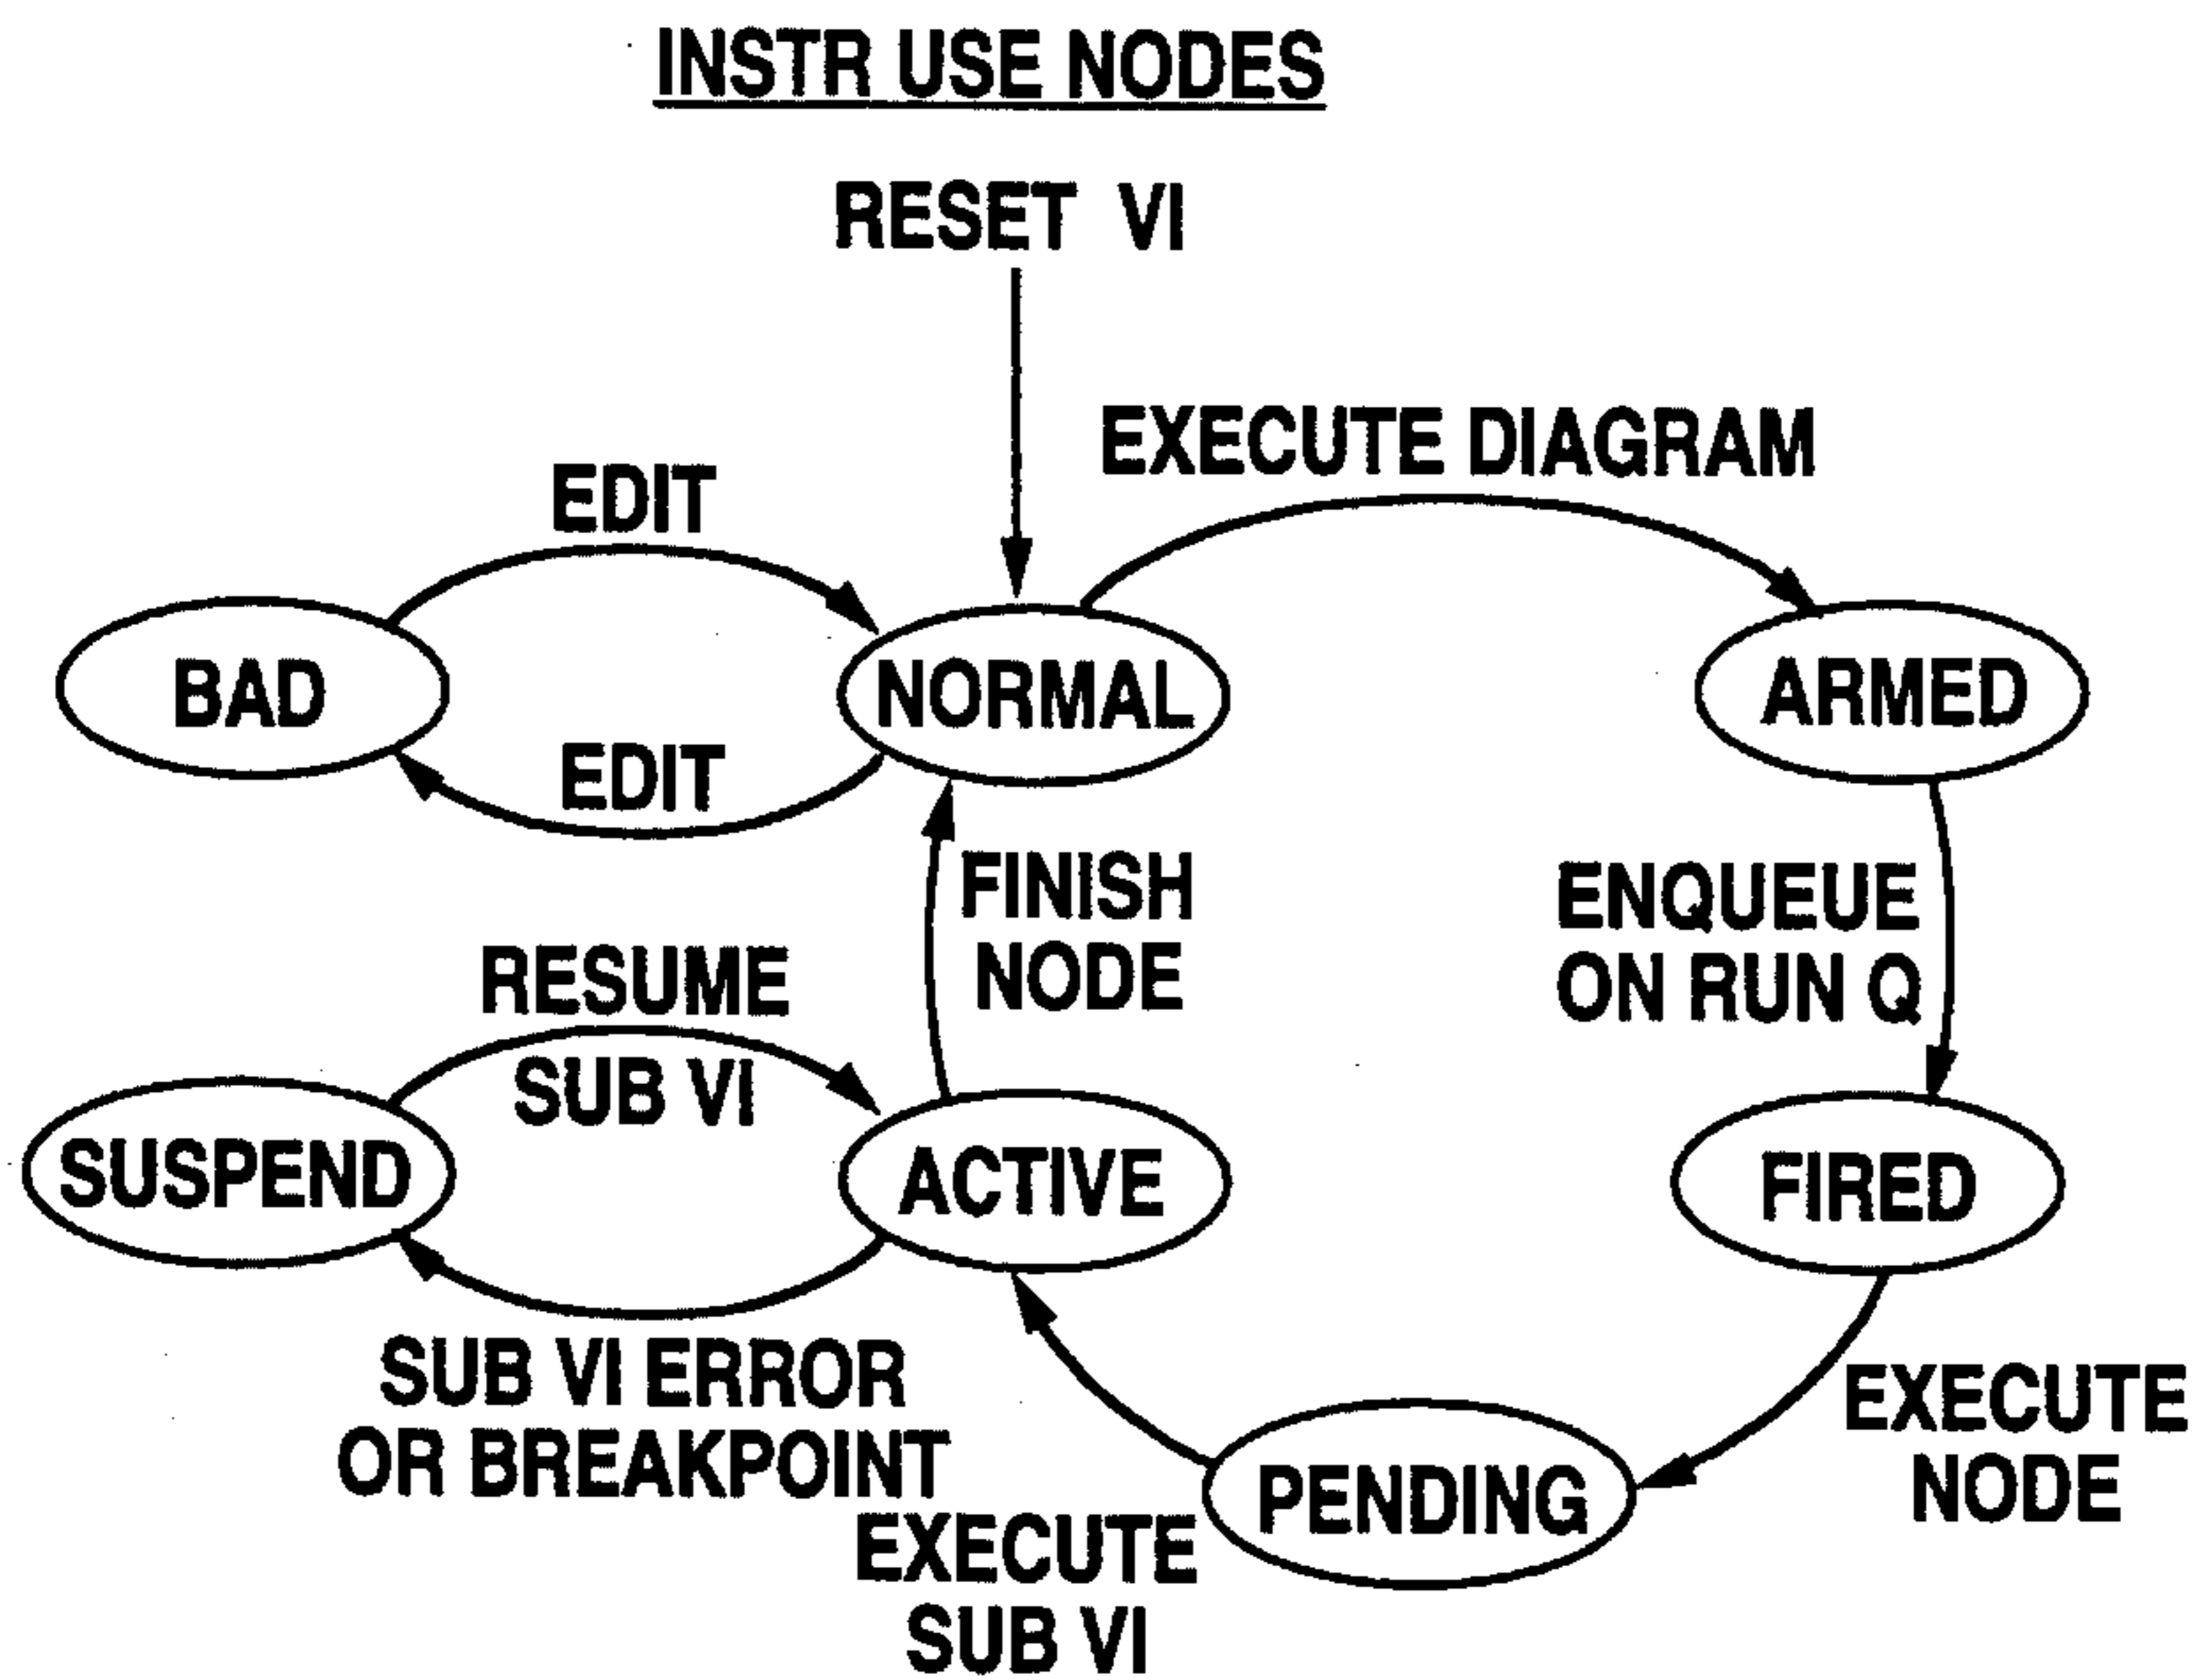 INSTR USE NODES
RESET VI
EXECUTE DIAGRAM
EDIT
BAD
NORMAL
ARMED
EDIT
FINISH
NODE
ENQUEUE
ON RUN Q
RESUME
SUB VI
SUSPEND
ACTIVE
FIRED
SUB VI ERROR
OR BREAKPOINT
EXECUTE
NODE
PENDING
EXECUTE
SUB VI